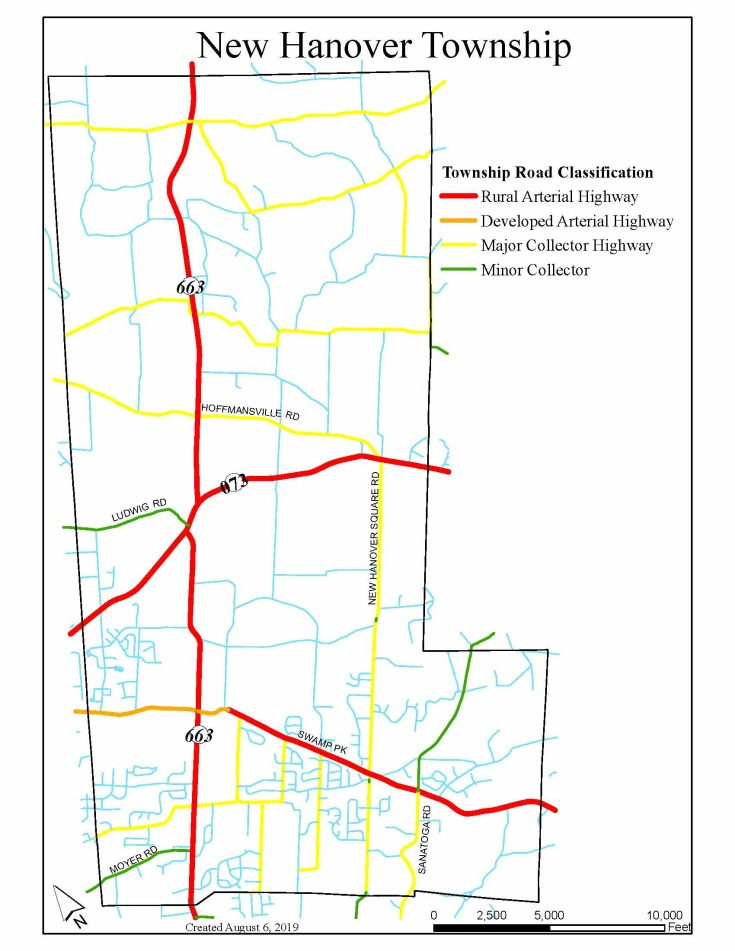 New Hanover Township
Township Road Classification
Rural Arterial Highway
Developed Arterial Highway
Major Collector Highway
Minor Collector
663
HOFFMANSVILLE RD
073
LUDWIG RD
NEW HANOVER SQUARE RD
663
SWAMP PK
SANATOGA RD
MOYER RD
N
Created August 6, 2019
0 2,500 5,000 10,000
Feet